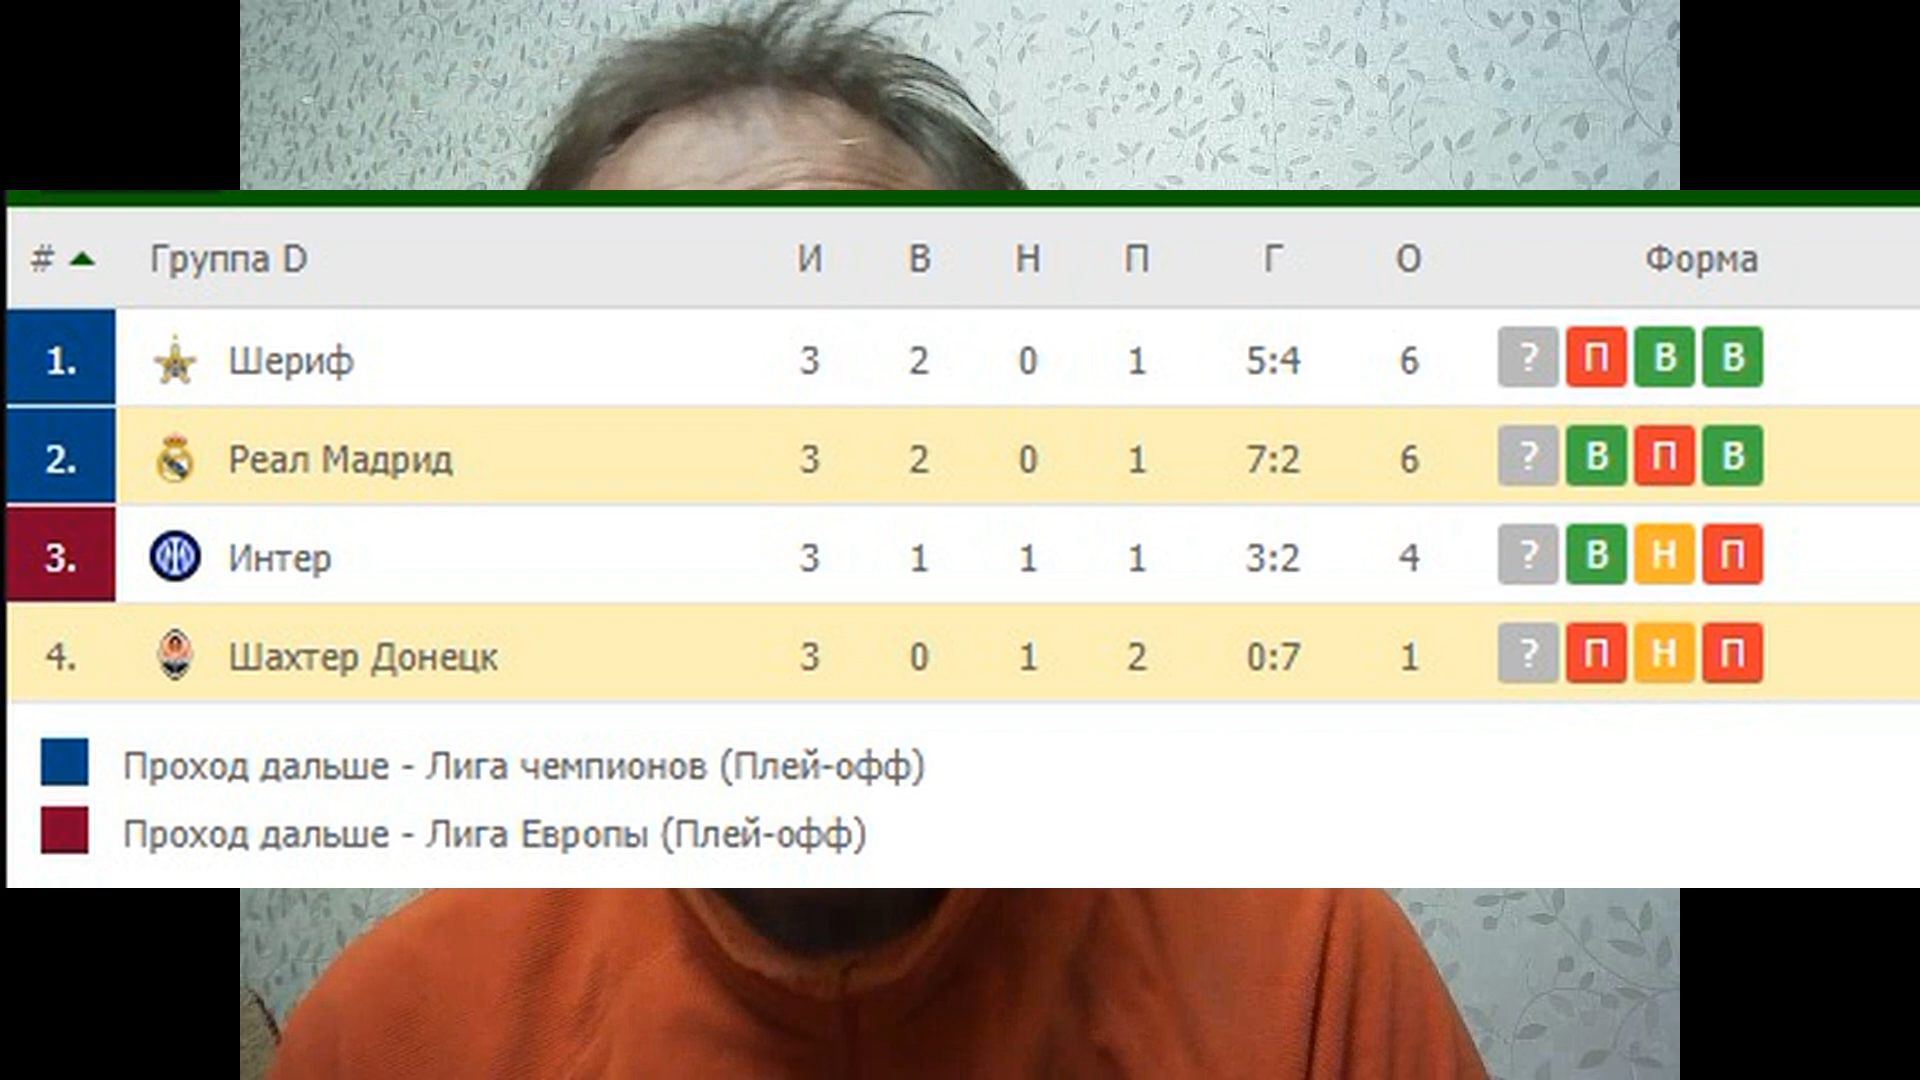 # Группа D И В Н П Г О Форма
1. Шериф 3 2 0 1 5:4 6 ? П В В
2. Реал Мадрид 3 2 0 1 7:2 6 ? В П В
3. Интер 3 1 1 1 3:2 4 ? В Н П
4. Шахтер Донецк 3 0 1 2 0:7 1 ? П Н П
Проход дальше - Лига чемпионов (Плей-офф)
Проход дальше - Лига Европы (Плей-офф)